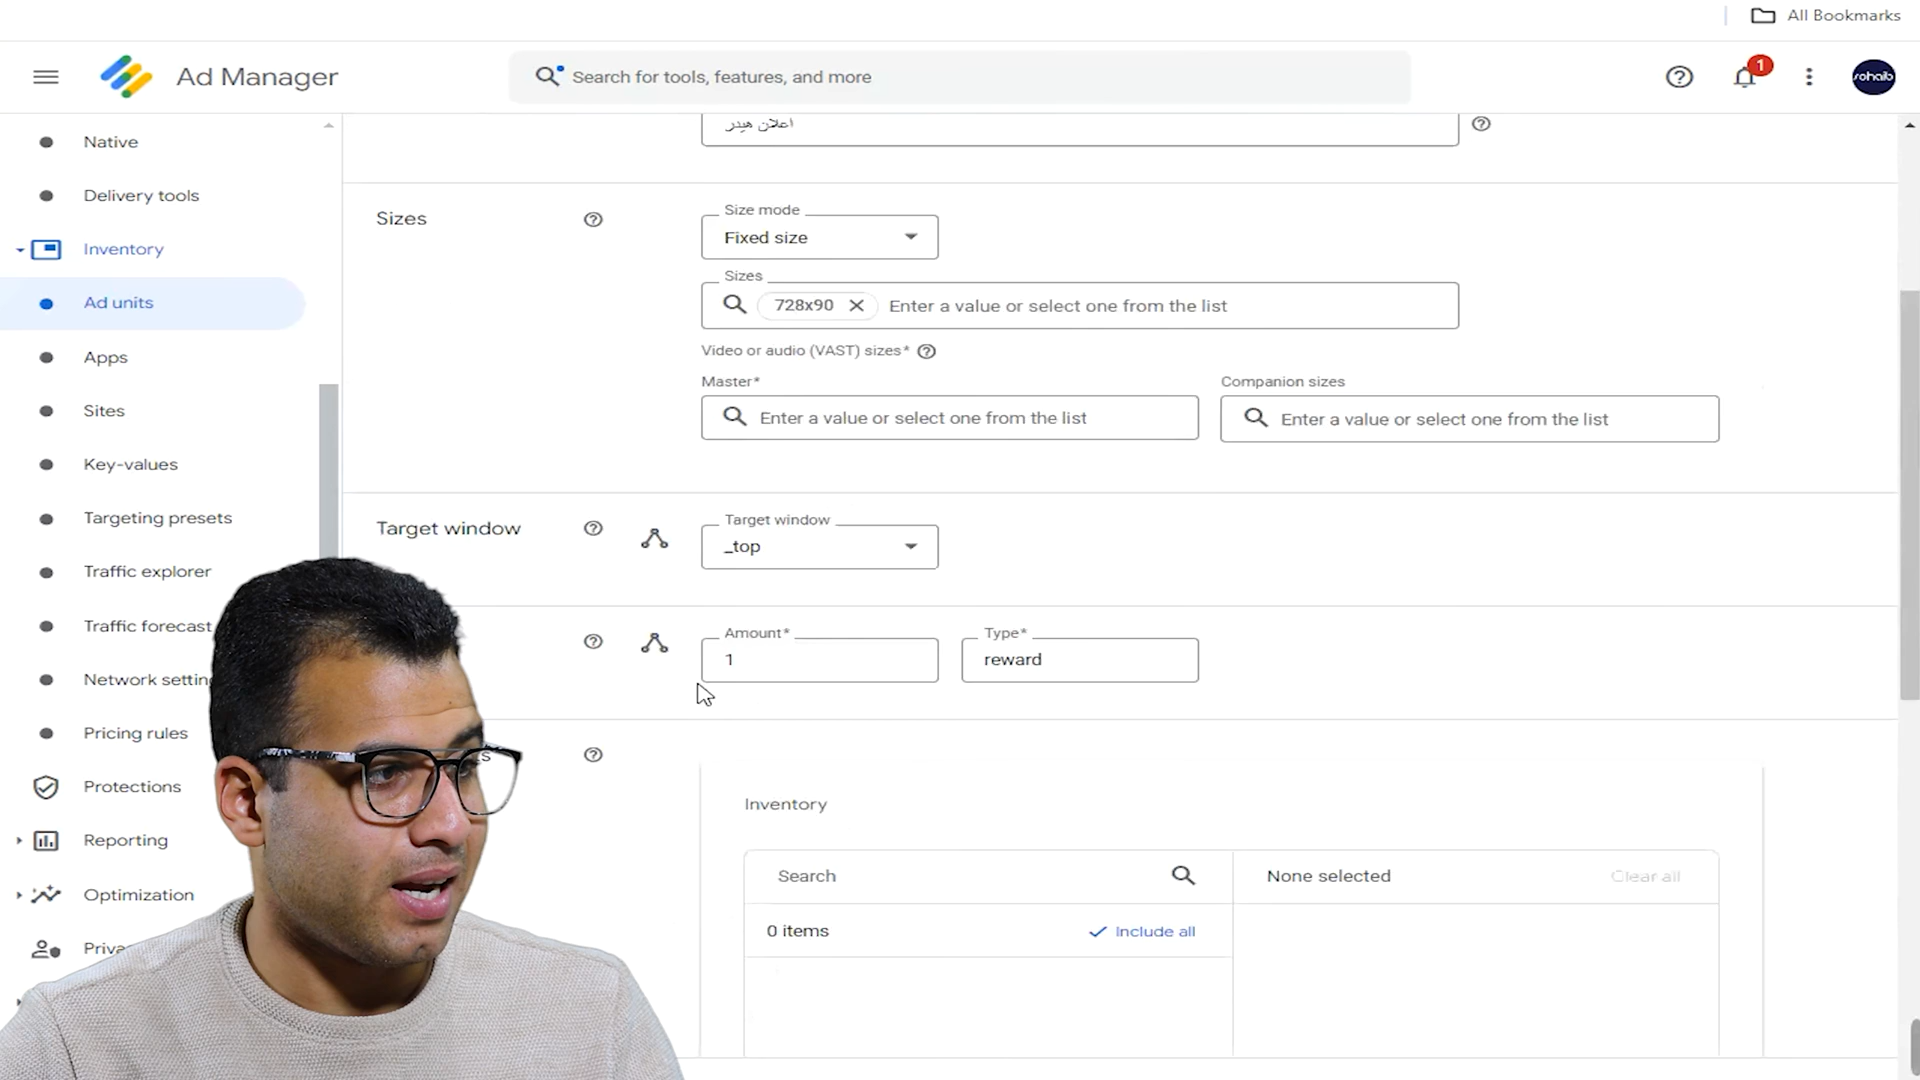 All Bookmarks
Ad Manager
Search for tools, features, and more
1
sohaib
Native
Delivery tools
Inventory
Ad units
Apps
Sites
Key-values
Targeting presets
Traffic explorer
Traffic forecast
Network settin
Pricing rules
Protections
Reporting
Optimization
Priva
اعلان هيدر
Sizes
Size mode
Fixed size
Sizes
728x90
Enter a value or select one from the list
Video or audio (VAST) sizes*
Master*
Companion sizes
Enter a value or select one from the list
Enter a value or select one from the list
Target window
Target window
_top
Amount*
1
Type*
reward
Inventory
Search
None selected
Clear all
0 items
Include all